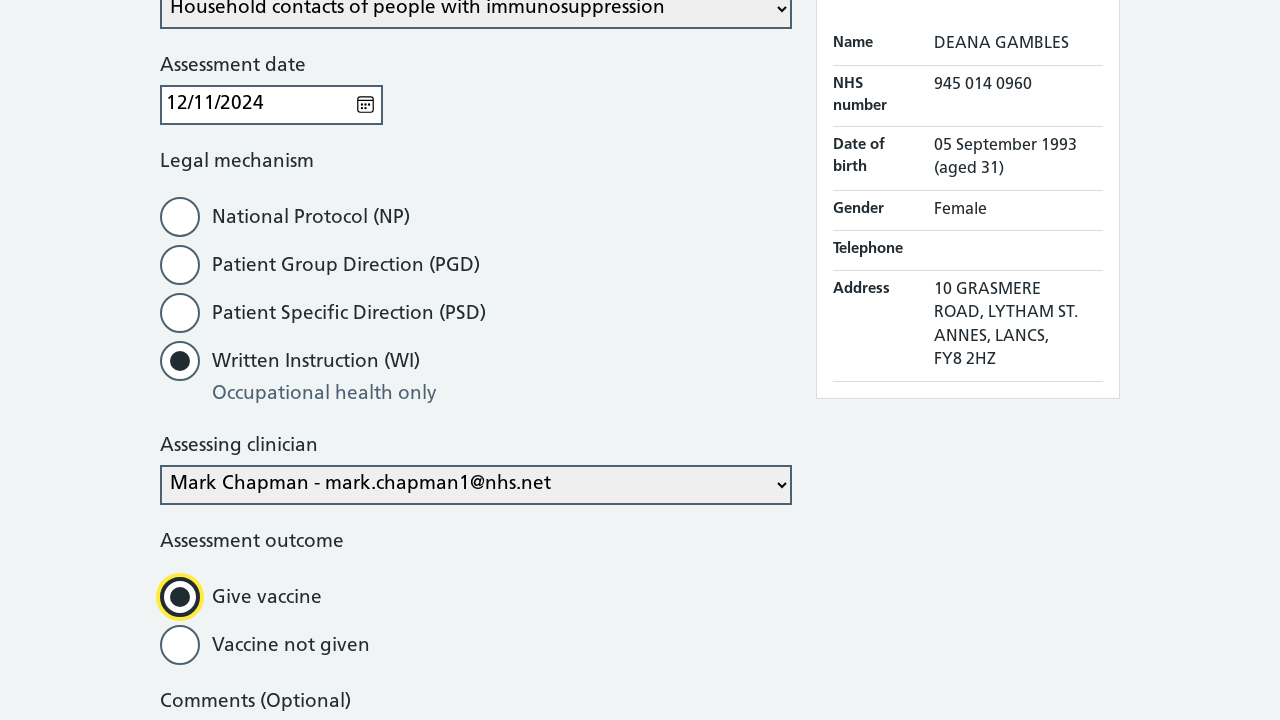 Household contacts of people with immunosuppression
Assessment date
12/11/2024
Legal mechanism
National Protocol (NP)
Patient Group Direction (PGD)
Patient Specific Direction (PSD)
Written Instruction (WI)
Occupational health only
Assessing clinician
Mark Chapman - mark.chapman1@nhs.net
Assessment outcome
Give vaccine
Vaccine not given
Comments (Optional)
Name DEANA GAMBLES
NHS number 945 014 0960
Date of birth 05 September 1993 (aged 31)
Gender Female
Telephone
Address 10 GRASMERE
ROAD, LYTHAM ST.
ANNES, LANCS,
FY8 2HZ